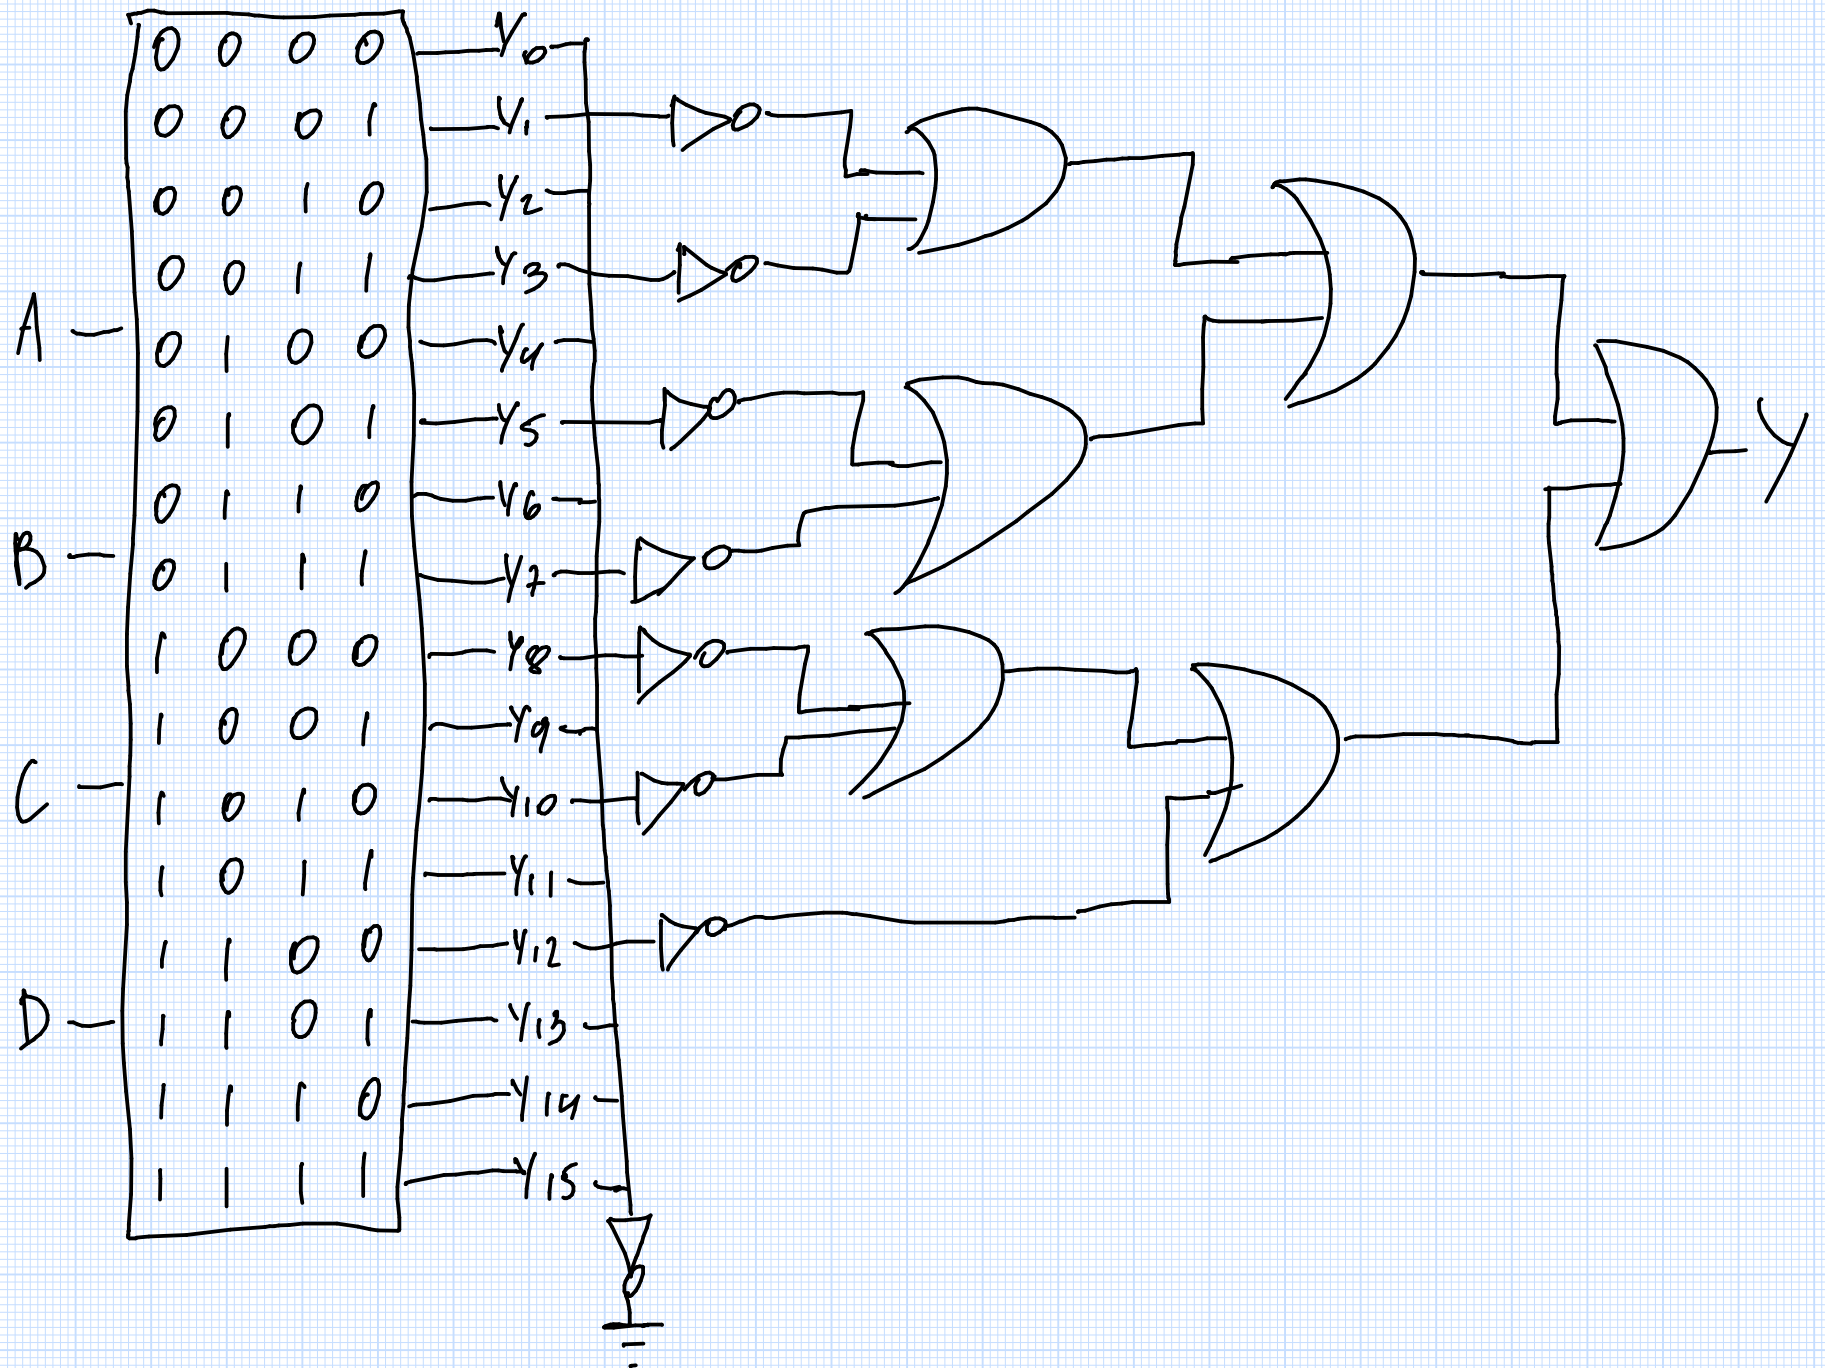 0 0 0 0 Y0
0 0 0 1 Y1
0 0 1 0 Y2
0 0 1 1 Y3
A
0 1 0 0 Y4
0 1 0 1 Y5
Y
0 1 1 0 Y6
B
0 1 1 1 Y7
1 0 0 0 Y8
1 0 0 1 Y9
C
1 0 1 0 Y10
1 0 1 1 Y11
1 1 0 0 Y12
D
1 1 0 1 Y13
1 1 1 0 Y14
1 1 1 1 Y15